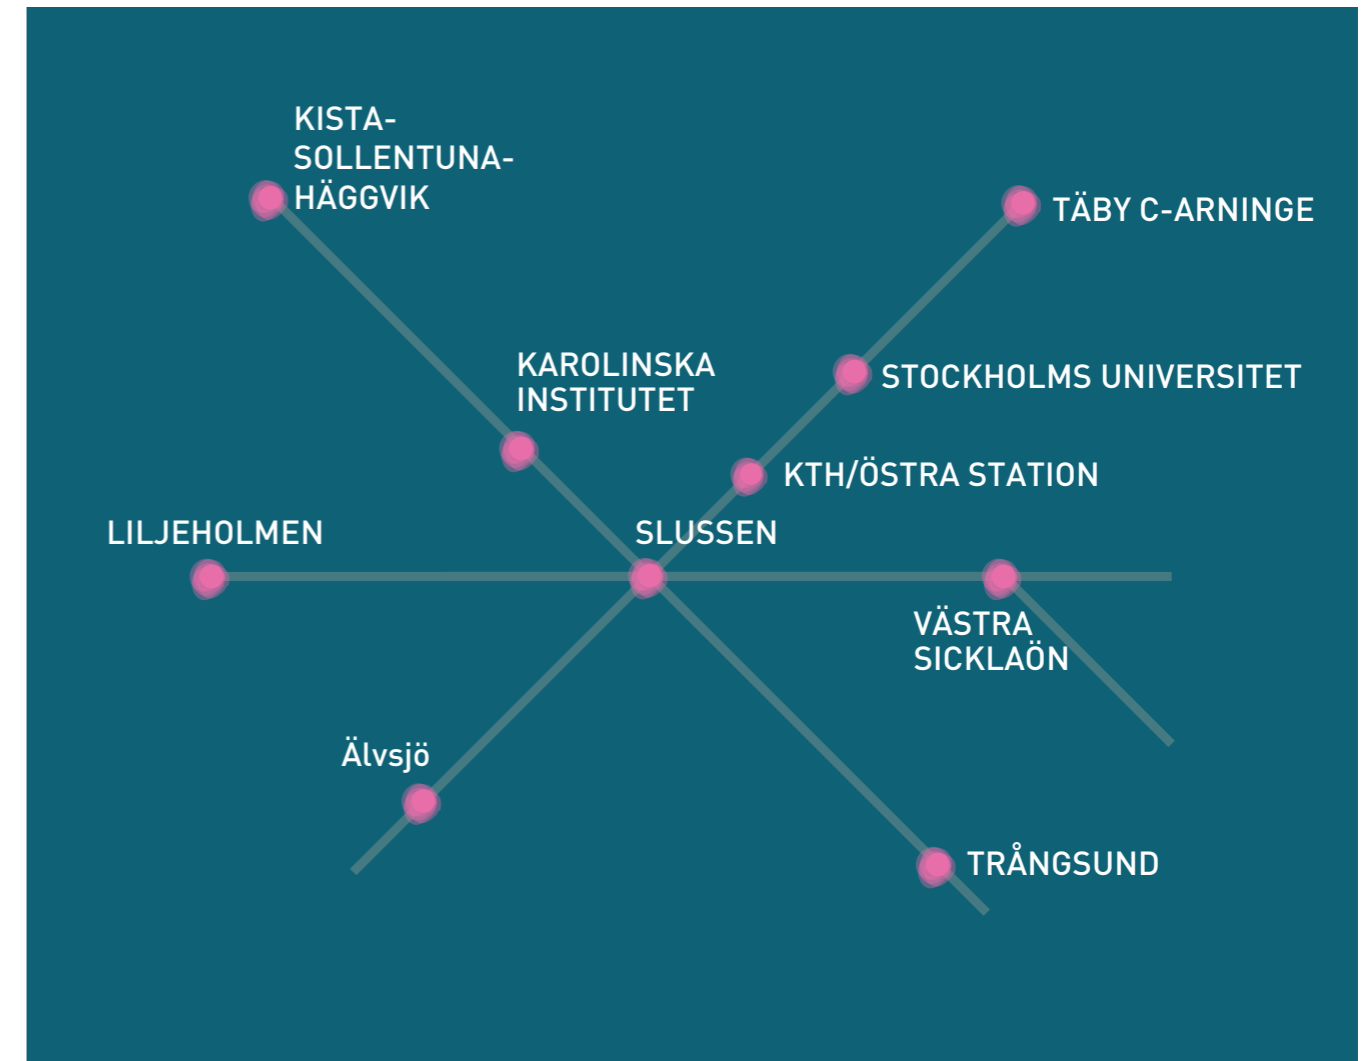 KISTA-
SOLLENTUNA-
HÄGGVIK
TÄBY C-ARNINGE
KAROLINSKA
INSTITUTET
STOCKHOLMS UNIVERSITET
KTH/ÖSTRA STATION
LILJEHOLMEN
SLUSSEN
VÄSTRA
SICKLAÖN
Älvsjö
TRÅNGSUND